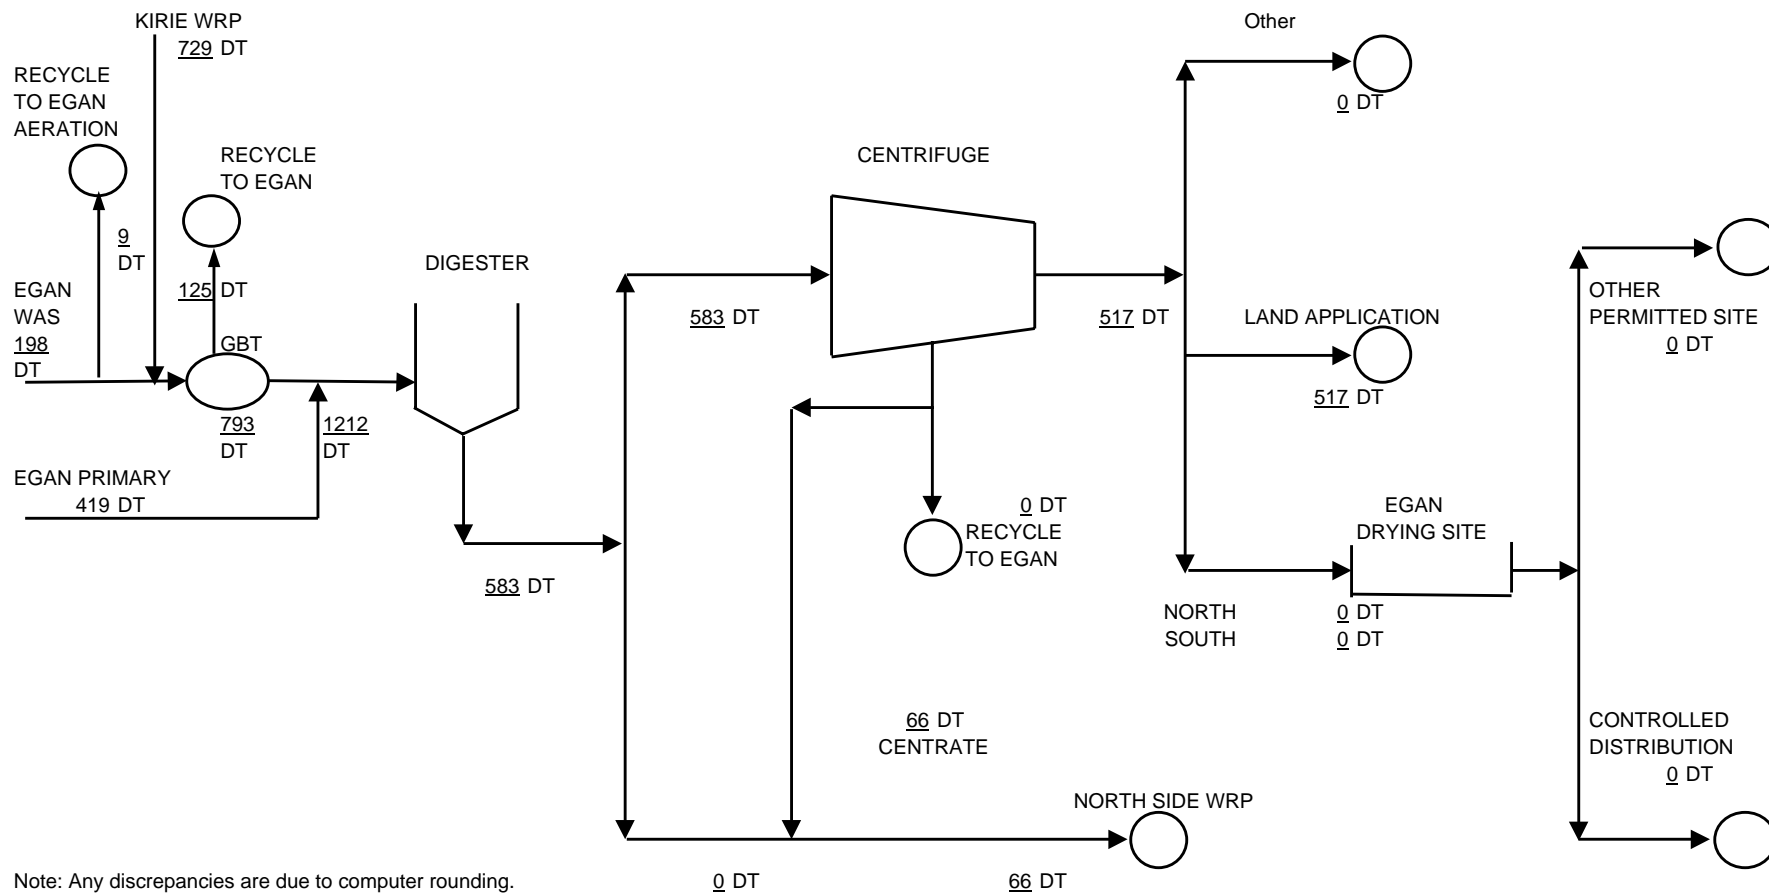 KIRIE WRP
729 DT
Other
RECYCLE
TO EGAN
AERATION
0 DT
RECYCLE
TO EGAN
CENTRIFUGE
9
DT
DIGESTER
125 DT
EGAN
WAS
198
DT
GBT
583 DT
517 DT
LAND APPLICATION
517 DT
OTHER
PERMITTED SITE
0 DT
793
DT
1212
DT
EGAN PRIMARY
419 DT
0 DT
RECYCLE
TO EGAN
EGAN
DRYING SITE
583 DT
NORTH
SOUTH
0 DT
0 DT
66 DT
CENTRATE
CONTROLLED
DISTRIBUTION
0 DT
NORTH SIDE WRP
Note: Any discrepancies are due to computer rounding.
0 DT
66 DT